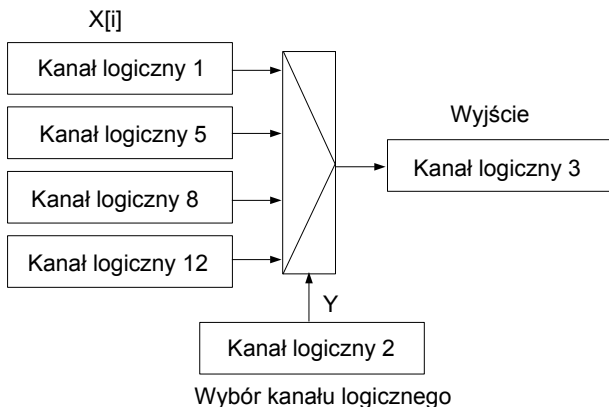 X[i]
Kanał logiczny 1
Kanał logiczny 5
Kanał logiczny 8
Kanał logiczny 12
Wyjście
Kanał logiczny 3
Y
Kanał logiczny 2
Wybór kanału logicznego